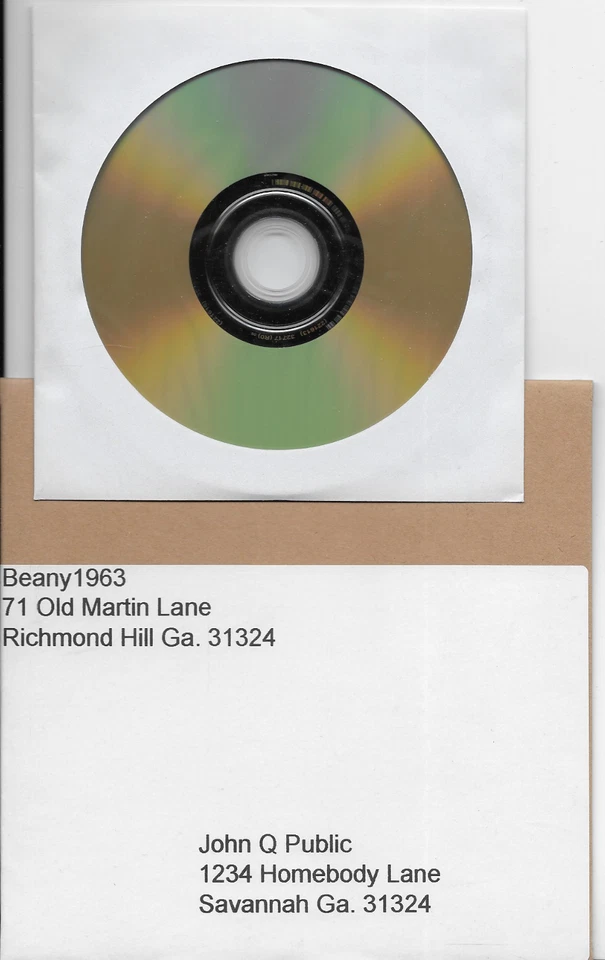 Beany1963
71 Old Martin Lane
Richmond Hill Ga. 31324
John Q Public
1234 Homebody Lane
Savannah Ga. 31324